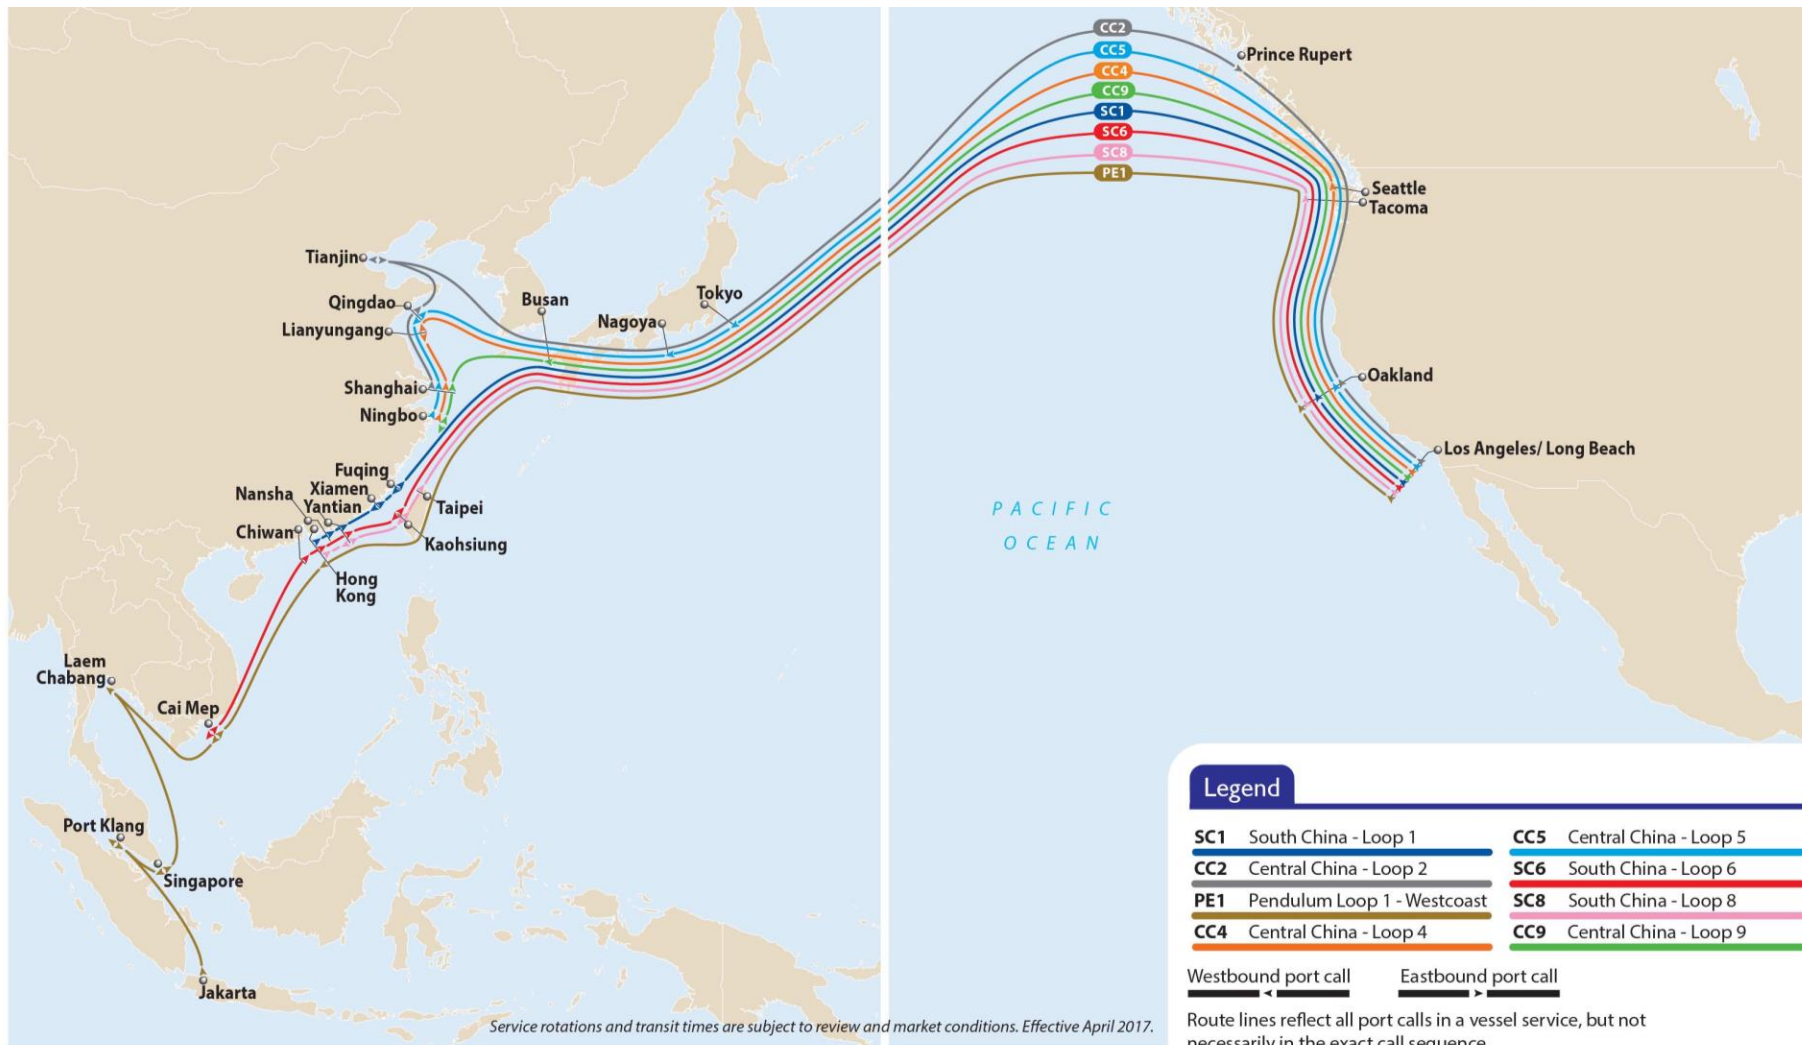 CC2
CC5
CC4
CC9
SC1
SC6
SC8
PE1
Prince Rupert
Seattle
Tacoma
Tianjin
Qingdao
Lianyungang
Busan
Nagoya
Tokyo
Shanghai
Ningbo
Oakland
Los Angeles/ Long Beach
Fuqing
Xiamen
Nansha
Yantian
Chiwan
Taipei
Kaohsiung
Hong
Kong
PACIFIC
OCEAN
Laem
Chabang
Cai Mep
Port Klang
Singapore
Jakarta
Legend
SC1 South China - Loop 1
CC5 Central China - Loop 5
CC2 Central China - Loop 2
SC6 South China - Loop 6
PE1 Pendulum Loop 1 - Westcoast
SC8 South China - Loop 8
CC4 Central China - Loop 4
CC9 Central China - Loop 9
Westbound port call
Eastbound port call
Service rotations and transit times are subject to review and market conditions. Effective April 2017.
Route lines reflect all port calls in a vessel service, but not
necessarily in the exact call sequence